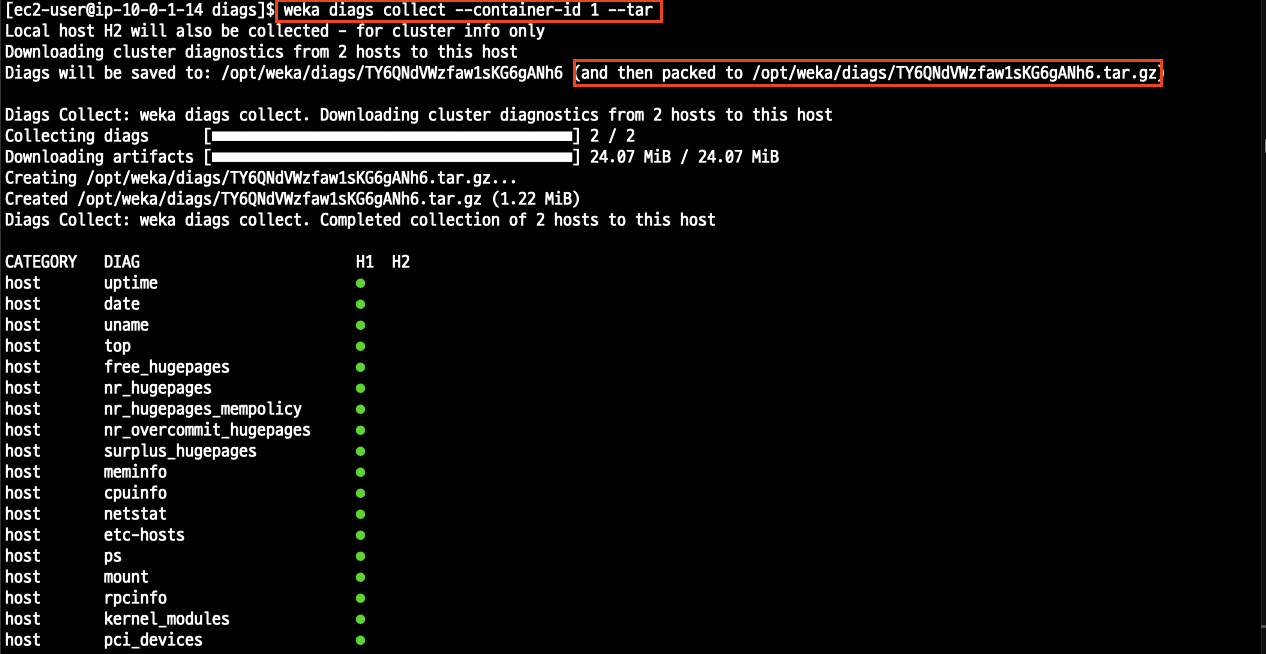 [ec2-user@ip-10-0-1-14 diags]$ weka diags collect --container-id 1 --tar
Local host H2 will also be collected - for cluster info only
Downloading cluster diagnostics from 2 hosts to this host
Diags will be saved to: /opt/weka/diags/TY6QNdVWzfaw1sKG6gANh6 (and then packed to /opt/weka/diags/TY6QNdVWzfaw1sKG6gANh6.tar.gz)
Diags Collect: weka diags collect. Downloading cluster diagnostics from 2 hosts to this host
Collecting diags [] 2 / 2
Downloading artifacts [] 24.07 MiB / 24.07 MiB
Creating /opt/weka/diags/TY6QNdVWzfaw1sKG6gANh6.tar.gz...
Created /opt/weka/diags/TY6QNdVWzfaw1sKG6gANh6.tar.gz (1.22 MiB)
Diags Collect: weka diags collect. Completed collection of 2 hosts to this host
CATEGORY DIAG H1 H2
host uptime
host date
host uname
host top
host free_hugepages
host nr_hugepages
host nr_hugepages_mempolicy
host nr_overcommit_hugepages
host surplus_hugepages
host meminfo
host cpuinfo
host netstat
host etc-hosts
host ps
host mount
host rpcinfo
host kernel_modules
host pci_devices